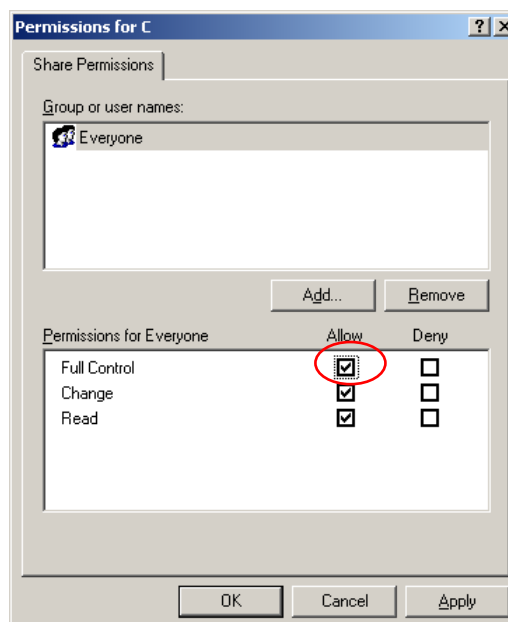 Permissions for C
Share Permissions
Group or user names:
Everyone
Add... Remove
Permissions for Everyone Allow Deny
Full Control
Change
Read
OK Cancel Apply